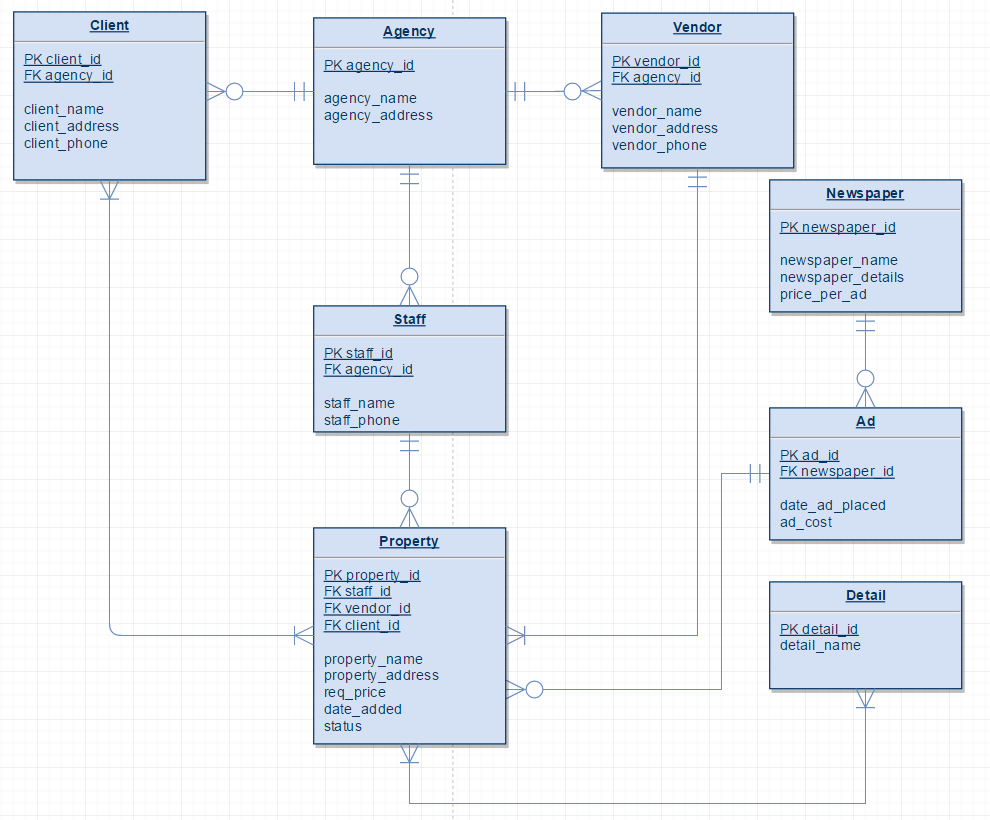 Client
PK client_id
FK agency_id
client_name
client_address
client_phone
Agency
PK agency_id
agency_name
agency_address
Vendor
PK vendor_id
FK agency_id
vendor_name
vendor_address
vendor_phone
Newspaper
PK newspaper_id
newspaper_name
newspaper_details
price_per_ad
Staff
PK staff_id
FK agency_id
staff_name
staff_phone
Ad
PK ad_id
FK newspaper_id
date_ad_placed
ad_cost
Property
PK property_id
FK staff_id
FK vendor_id
FK client_id
property_name
property_address
req_price
date_added
status
Detail
PK detail_id
detail_name